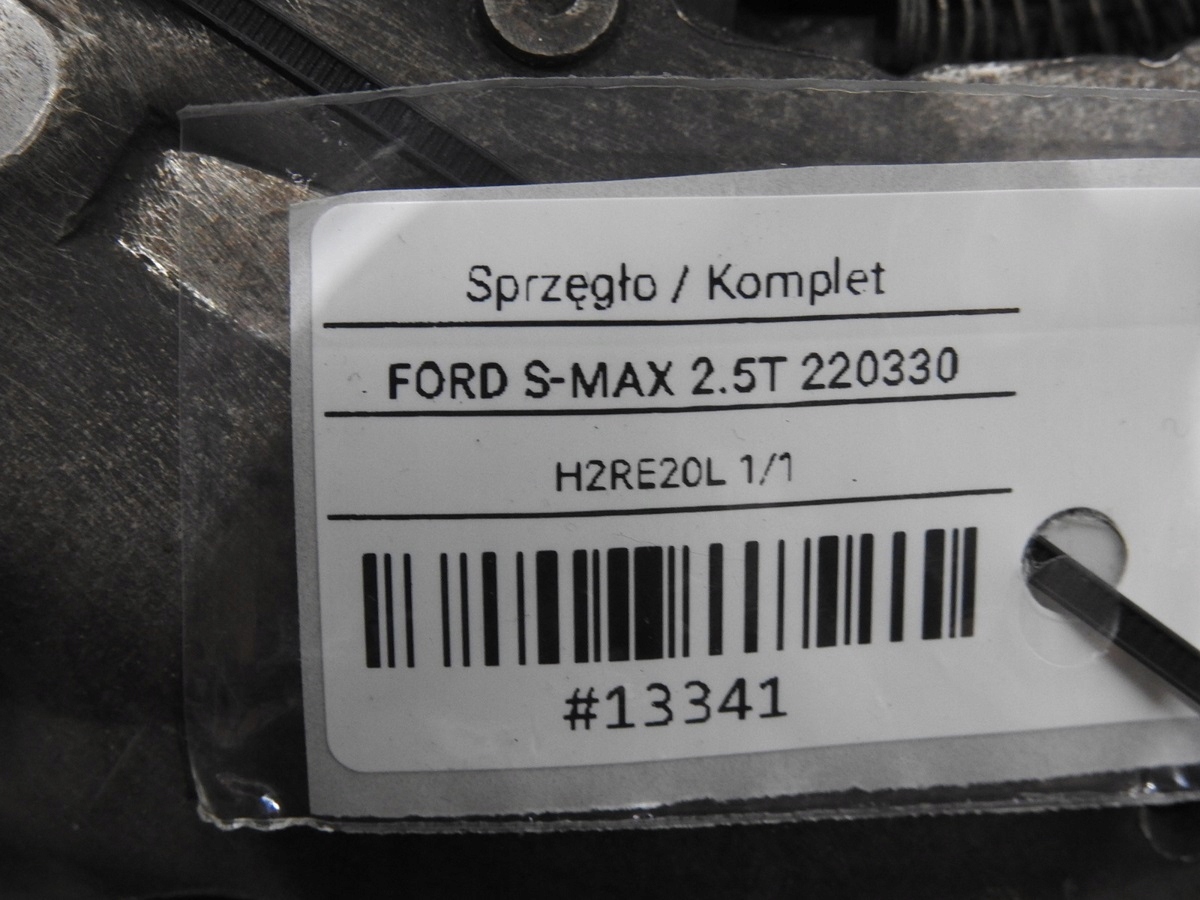 Sprzęgło / Komplet
FORD S-MAX 2.5T 220330
H2RE20L 1/1
#13341